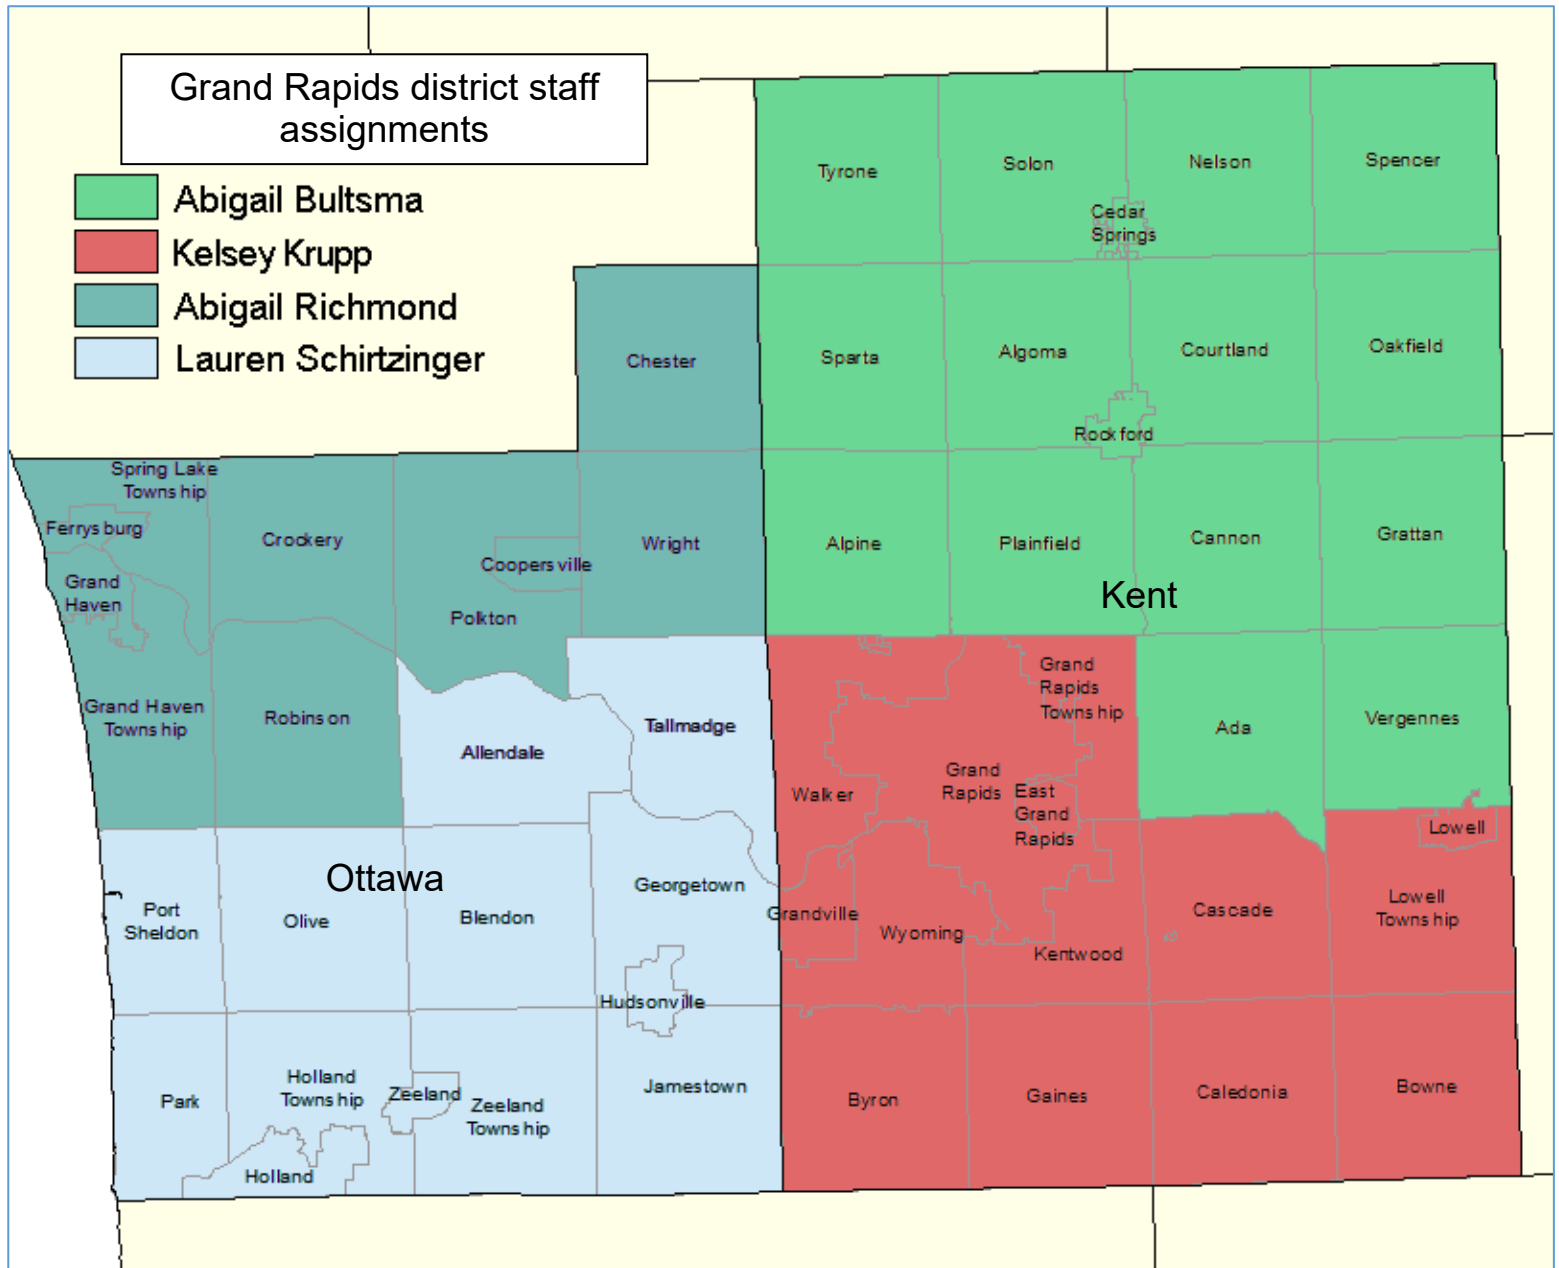 Grand Rapids district staff
assignments
Abigail Bultsma
Kelsey Krupp
Abigail Richmond
Lauren Schirtzinger
Tyrone
Solon
Nelson
Spencer
Cedar
Springs
Chester
Sparta
Algoma
Courtland
Oakfield
Rockford
Spring Lake
Township
Ferrysburg
Crockery
Coopersville
Wright
Alpine
Plainfield
Cannon
Grattan
Grand
Haven
Polkton
Kent
Grand Haven
Township
Robinson
Allendale
Tallmadge
Grand
Rapids
Township
Ada
Vergennes
Walker
Grand
Rapids
East
Grand
Rapids
Lowell
Ottawa
Port
Sheldon
Olive
Blendon
Georgetown
Grandville
Wyoming
Kentwood
Cascade
Lowell
Township
Hudsonville
Park
Holland
Township
Zeeland
Zeeland
Township
Jamestown
Holland
Byron
Gaines
Caledonia
Bowne